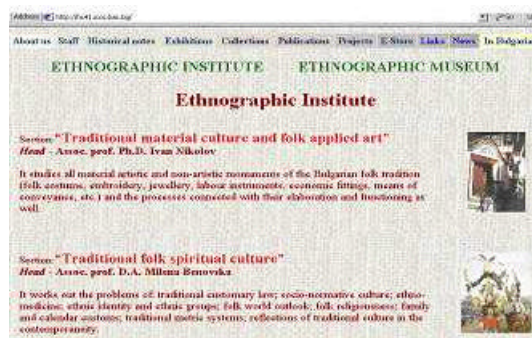 Address
About us Staff Historical notes Exhibitions Collections Publications Projects E-Store Links News In Bulgarian
ETHNOGRAPHIC INSTITUTE ETHNOGRAPHIC MUSEUM
Ethnographic Institute
Section: "Traditional material culture and folk applied art"
Head - Assoc. prof. Ph.D. Ivan Nikolov
It studies all material artistic and non-artistic monuments of the Bulgarian folk tradition
(folk costume, embroidery, jewellery, labour instruments, economic fittings, means of
conveyance, etc.) and the processes connected with their elaboration and functioning as
well.
Section: "Traditional folk spiritual culture"
Head - Assoc. prof. D.A. Milena Benovska
It works out the problems of: traditional customary law; socio-normative culture; ethno-
medicine; ethnic identity and ethnic groups; folk world outlook; folk religiousness; family
and calendar customs; traditional metric systems; reflections of traditional culture in the
contemporaneity.